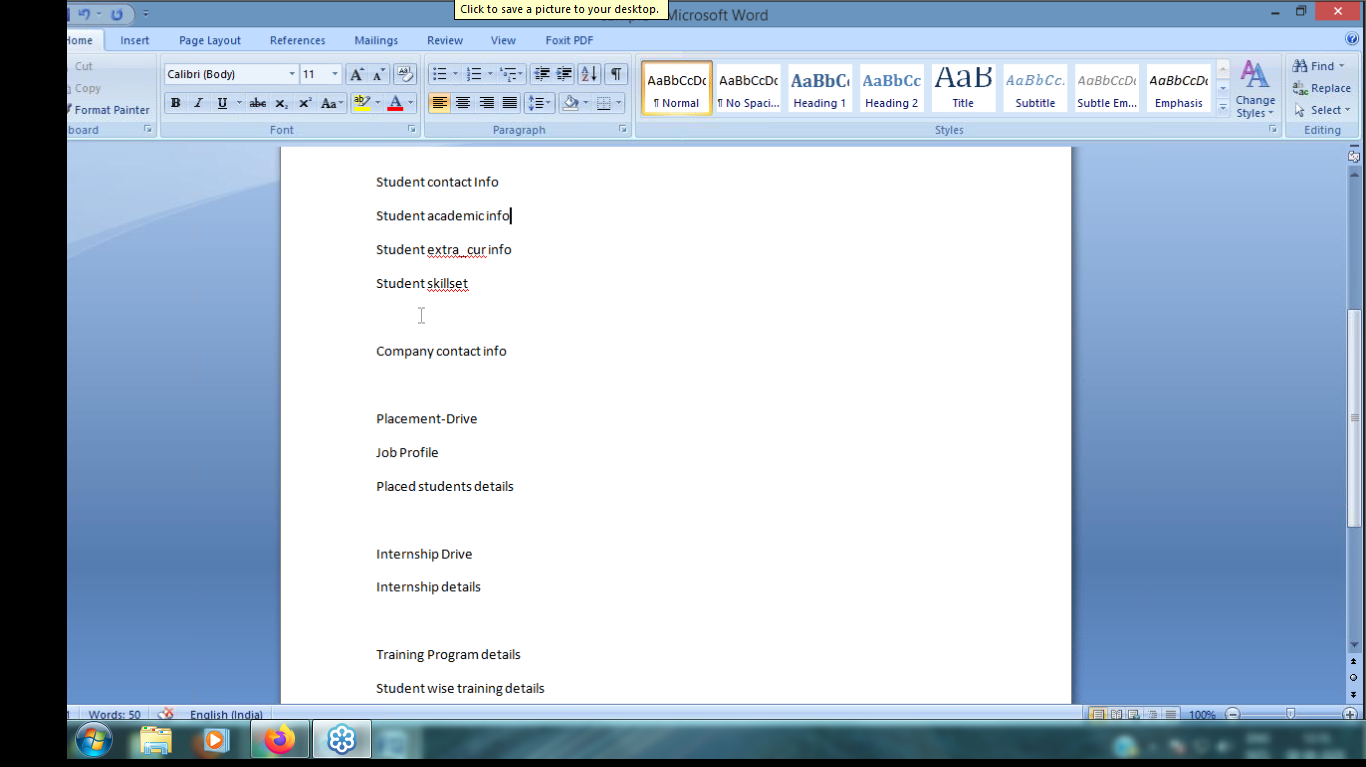 Click to save a picture to your desktop.
Microsoft Word
Home Insert Page Layout References Mailings Review View Foxit PDF
Cut
Copy
Format Painter
board
Calibri (Body) 11
Font
Paragraph
AaBbCcDc AaBbCcDc AaBbC AaBbCc AaB AaBbCc. AaBbCcDc AaBbCcDc
¶ Normal ¶ No Spaci... Heading 1 Heading 2 Title Subtitle Subtle Em... Emphasis
Change
Styles
Styles
Find
Replace
Select
Editing
Student contact Info
Student academic info
Student extra_cur info
Student skillset
Company contact info
Placement-Drive
Job Profile
Placed students details
Internship Drive
Internship details
Training Program details
Student wise training details
Words: 50 English (India) 100%